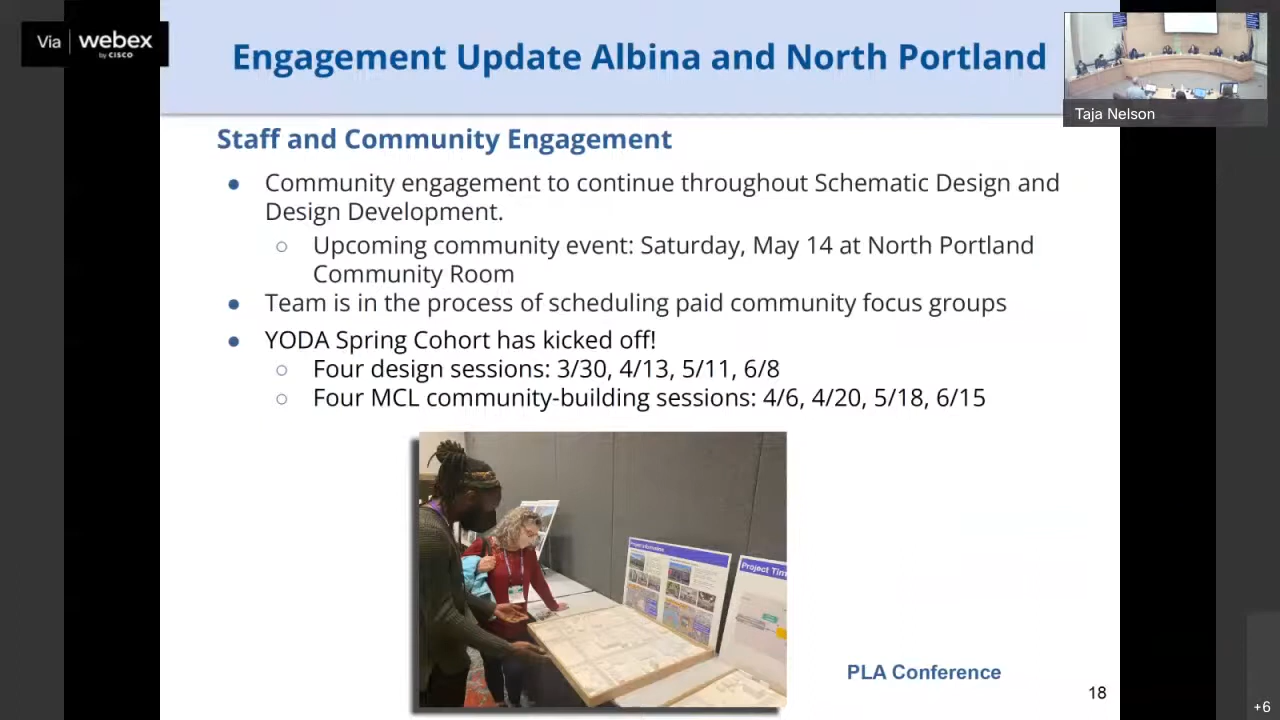 Via webex
by CISCO
Engagement Update Albina and North Portland
Taja Nelson
Staff and Community Engagement
● Community engagement to continue throughout Schematic Design and
Design Development.
○ Upcoming community event: Saturday, May 14 at North Portland
Community Room
● Team is in the process of scheduling paid community focus groups
● YODA Spring Cohort has kicked off!
○ Four design sessions: 3/30, 4/13, 5/11, 6/8
○ Four MCL community-building sessions: 4/6, 4/20, 5/18, 6/15
Project Tim
PLA Conference
18
+6